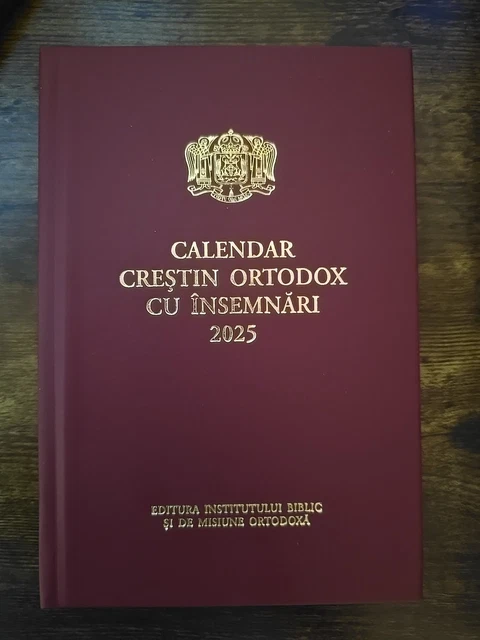 CALENDAR
CREȘTIN ORTODOX
CU ÎNSEMNĂRI
2025
EDITURA INSTITUTULUI BIBLIC
ȘI DE MISIUNE ORTODOXĂ